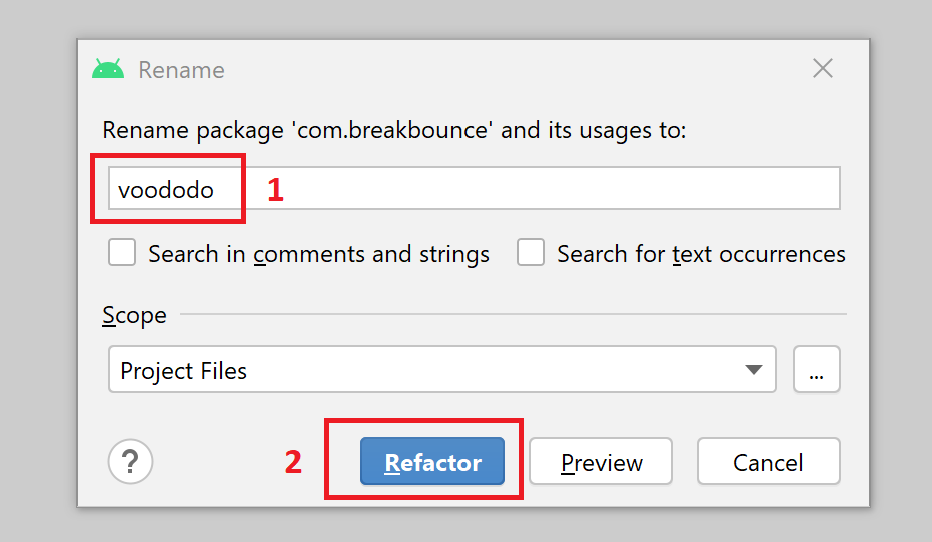 Rename
Rename package 'com.breakbounce' and its usages to:
voododo 1
Search in comments and strings Search for text occurrences
Scope
Project Files ...
? 2 Refactor Preview Cancel